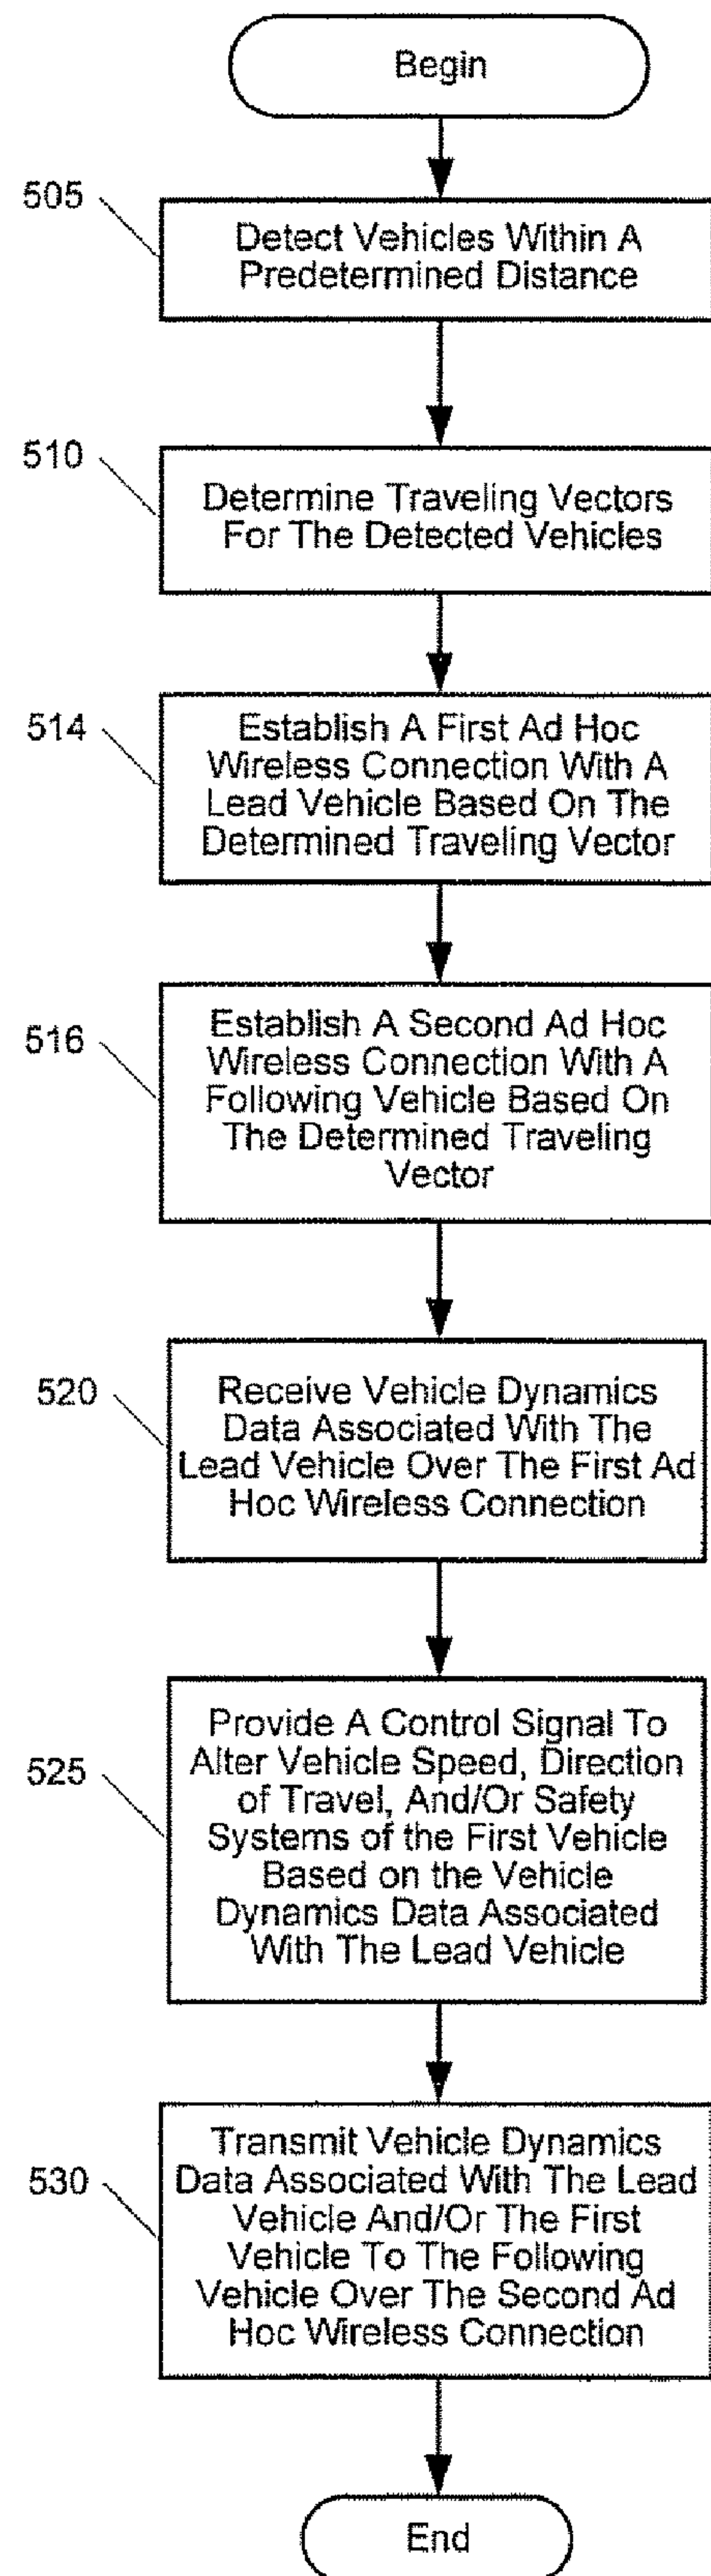 Begin
505
Detect Vehicles Within A
Predetermined Distance
510
Determine Traveling Vectors
For The Detected Vehicles
514
Establish A First Ad Hoc
Wireless Connection With A
Lead Vehicle Based On The
Determined Traveling Vector
516
Establish A Second Ad Hoc
Wireless Connection With A
Following Vehicle Based On
The Determined Traveling
Vector
520
Receive Vehicle Dynamics
Data Associated With The
Lead Vehicle Over The First Ad
Hoc Wireless Connection
525
Provide A Control Signal To
Alter Vehicle Speed, Direction
of Travel, And/Or Safety
Systems of the First Vehicle
Based on the Vehicle
Dynamics Data Associated
With The Lead Vehicle
530
Transmit Vehicle Dynamics
Data Associated With The Lead
Vehicle And/Or The First
Vehicle To The Following
Vehicle Over The Second Ad
Hoc Wireless Connection
End